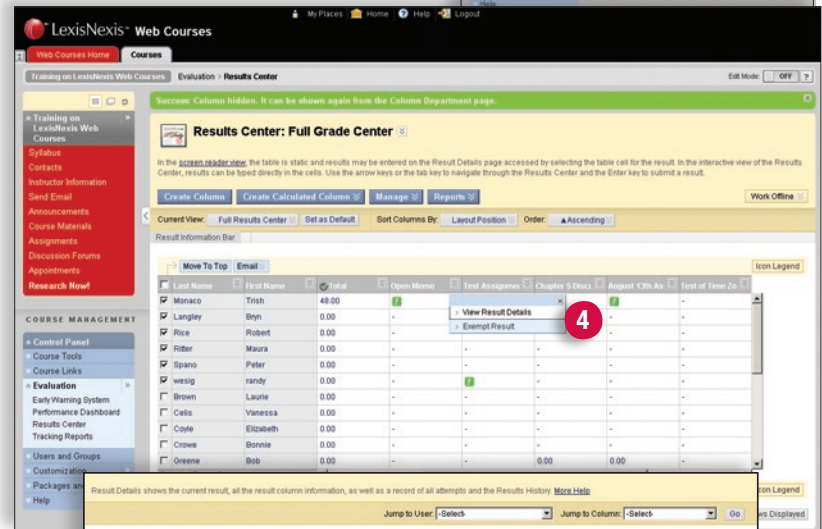 Help
My Places Home Help Logout
LexisNexis Web Courses
Web Courses Home Courses
Training on LexisNexis Web Courses Evaluation > Results Center Edit Mode: OFF ?
Success: Column hidden. It can be shown again from the Column Department page.
Training on
LexisNexis Web
Courses
Syllabus
Contacts
Instructor Information
Send Email
Announcements
Course Materials
Assignments
Discussion Forums
Appointments
Research Now!
COURSE MANAGEMENT
Control Panel
Course Tools
Course Links
Evaluation
Early Warning System
Performance Dashboard
Results Center
Tracking Reports
Users and Groups
Customization
Packages an
Help
Results Center: Full Grade Center
In the screen reader view, the table is static and results may be entered on the Result Details page accessed by selecting the table cell for the result. In the interactive view of the Results
Center, results can be typed directly in the cells. Use the arrow keys or the tab key to navigate through the Results Center and the Enter key to submit a result.
Create Column Create Calculated Column Manage Reports Work Offline
Current View: Full Results Center Set as Default Sort Columns By: Layout Position Order: ▲Ascending
Result Information Bar
Move To Top Email Icon Legend
Last Name First Name Total Open Memo Test Assignmen Chapter 5 Discu August 13th As Test of Time Zo
Monaco Trish 48.00 -
Langley Bryn 0.00 -
Rice Robert 0.00 -
Ritter Maura 0.00 - - - - -
Spano Peter 0.00 - - - - -
wesig randy 0.00 - - - -
Brown Laurie 0.00 - - - - -
Celis Vanessa 0.00 - - - - -
Coyle Elizabeth 0.00 - - - - -
Crowe Bonnie 0.00 - - - - -
Greene Bob 0.00 - - 0.00 0.00 -
View Result Details
Exempt Result
4
con Legend
ws Displayed
Result Details shows the current result, all the result column information, as well as a record of all attempts and the Results History. More Help
Jump to User: -Select- Jump to Column: -Select- Go